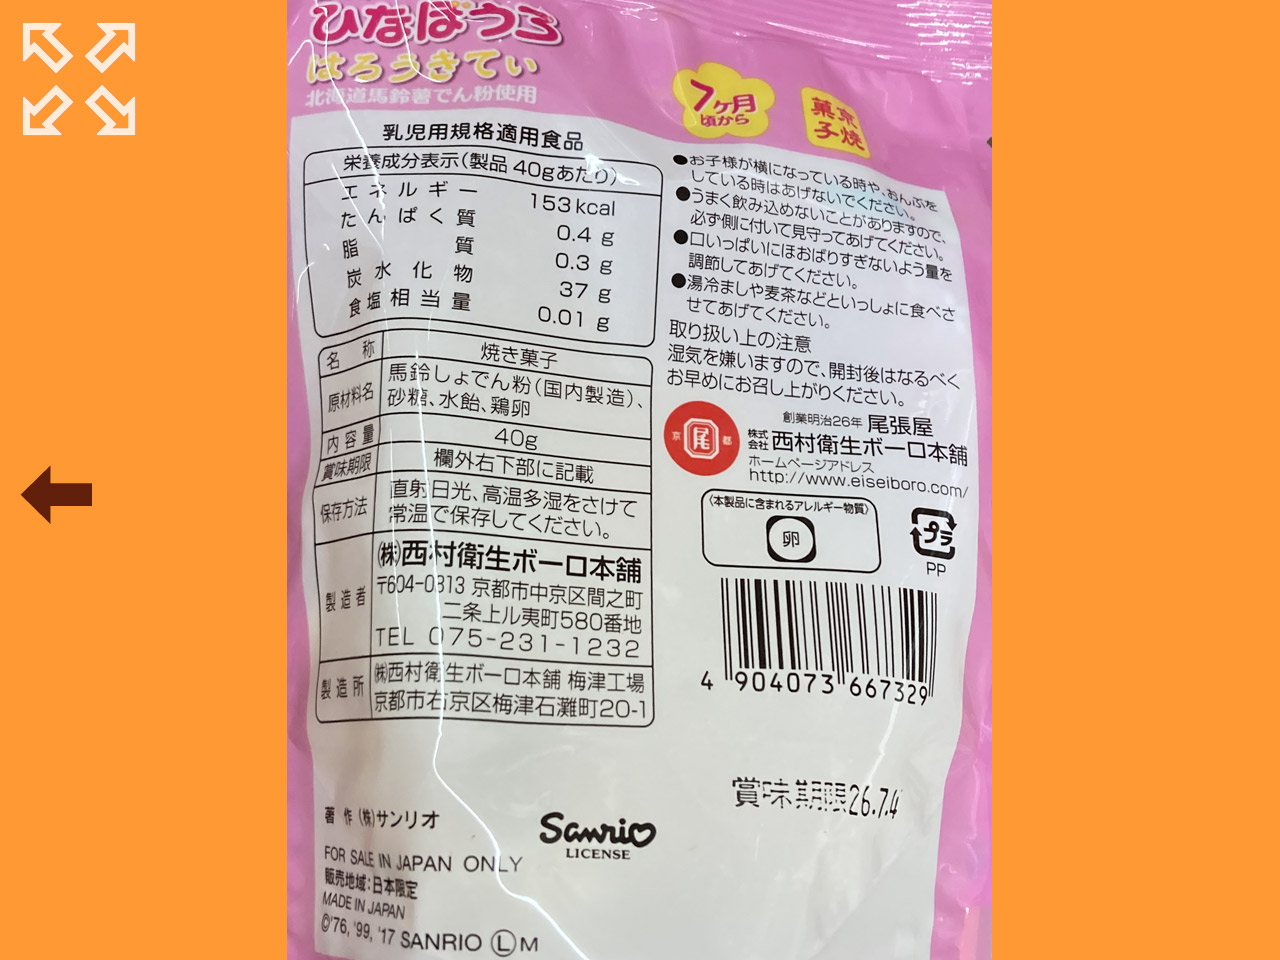 ひなぼうろ
はろうきてぃ
北海道馬鈴薯でん粉使用
7ヶ月
頃から
京焼
菓子
乳児用規格適用食品
栄養成分表示(製品 40gあたり)
エネルギー 153kcal
たんぱく質 0.4 g
脂質 0.3 g
炭水化物 37 g
食塩相当量 0.01 g
名称 焼き菓子
原材料名 馬鈴しょでん粉(国内製造)、
砂糖、水飴、鶏卵
内容量 40g
賞味期限 欄外右下部に記載
保存方法 直射日光、高温多湿をさけて
常温で保存してください。
製造者 ㈱西村衛生ボーロ本舗
〒604-0813 京都市中京区間之町
二条上ル夷町580番地
TEL 075-231-1232
製造所 ㈱西村衛生ボーロ本舗 梅津工場
京都市右京区梅津石灘町20-1
●お子様が横になっている時や、おんぶを
している時はあげないでください。
●うまく飲み込めないことがありますので、
必ず側に付いて見守ってあげてください。
●口いっぱいにほおばりすぎないよう量を
調節してあげてください。
●湯冷ましや麦茶などといっしょに食べさ
せてあげてください。
取り扱い上の注意
湿気を嫌いますので、開封後はなるべく
お早めにお召し上がりください。
京 尾 都
創業明治26年 尾張屋
株式会社 西村衛生ボーロ本舗
ホームページアドレス
http://www.eiseiboro.com/
〈本製品に含まれるアレルギー物質〉
卵
プラ
PP
4 904073 667329
賞味期限26.7.4
著作 (株)サンリオ
Sanrio
LICENSE
FOR SALE IN JAPAN ONLY
販売地域:日本限定
MADE IN JAPAN
©'76, '99, '17 SANRIO Ⓛ M